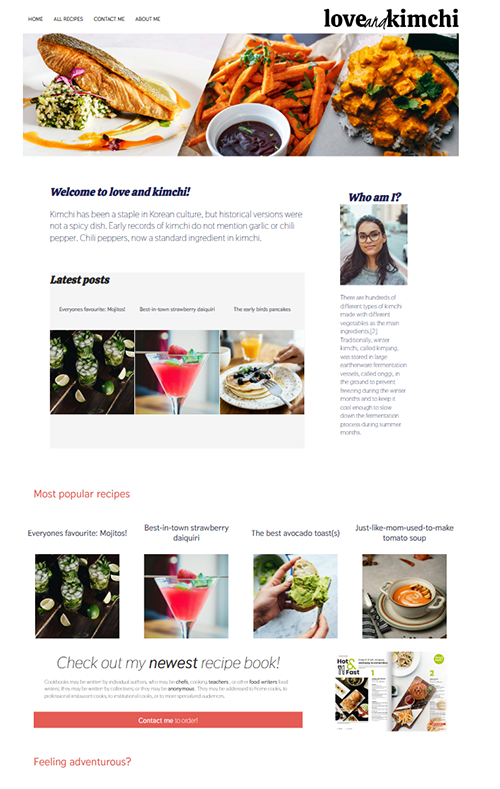 HOME ALL RECIPES CONTACT ME ABOUT ME
loveandkimchi
Welcome to love and kimchi!
Kimchi has been a staple in Korean culture, but historical versions were
not a spicy dish. Early records of kimchi do not mention garlic or chili
pepper. Chili peppers, now a standard ingredient in kimchi.
Latest posts
Everyones favourite: Mojitos!
Best-in-town strawberry daiquiri
The early birds pancakes
Who am I?
There are hundreds of
different types of kimchi
made with different
vegetables as the main
ingredients.[7]
Traditionally, winter
kimchi, called kimjang,
was stored in large
earthenware fermentation
vessels, called onggi, in
the ground to prevent
freezing during the winter
months and to keep it
cool enough to slow
down the fermentation
process during summer
months.
Most popular recipes
Everyones favourite: Mojitos!
Best-in-town strawberry
daiquiri
The best avocado toast(s)
Just-like-mom-used-to-make
tomato soup
Check out my newest recipe book!
Cookbooks may be written by individual authors, who may be chefs, cooking teachers, or other food writers food
writers; they may be written by collectives; or they may be anonymous. They may be addressed to home cooks, to
professional restaurant cooks, to institutional cooks, or to more specialized audiences.
Contact me to order!
Hot
&
Fast
1
2
Feeling adventurous?